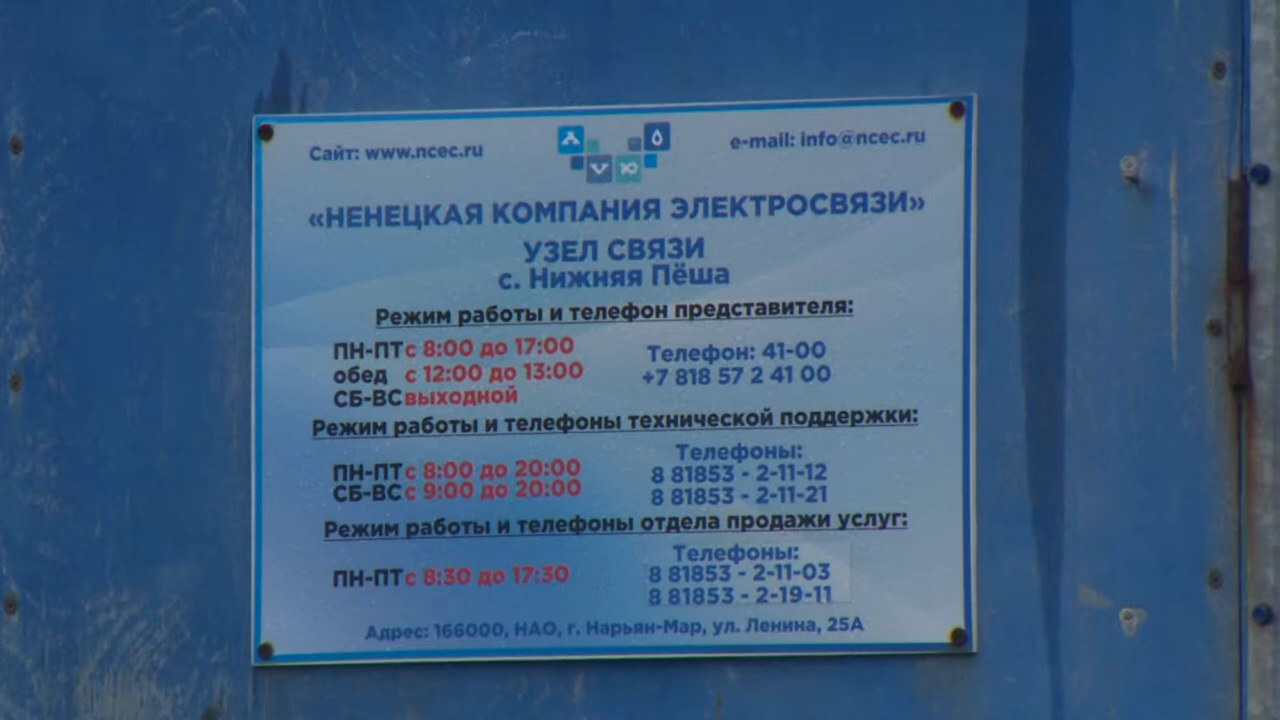 Сайт: www.ncec.ru
e-mail: info@ncec.ru
«НЕНЕЦКАЯ КОМПАНИЯ ЭЛЕКТРОСВЯЗИ»
УЗЕЛ СВЯЗИ
с. Нижняя Пёша
Режим работы и телефон представителя:
ПН-ПТ с 8:00 до 17:00
обед с 12:00 до 13:00
СБ-ВС выходной
Телефон: 41-00
+7 818 57 2 41 00
Режим работы и телефоны технической поддержки:
ПН-ПТ с 8:00 до 20:00
СБ-ВС с 9:00 до 20:00
Телефоны:
8 81853 - 2-11-12
8 81853 - 2-11-21
Режим работы и телефоны отдела продажи услуг:
ПН-ПТ с 8:30 до 17:30
Телефоны:
8 81853 - 2-11-03
8 81853 - 2-19-11
Адрес: 166000, НАО, г. Нарьян-Мар, ул. Ленина, 25А